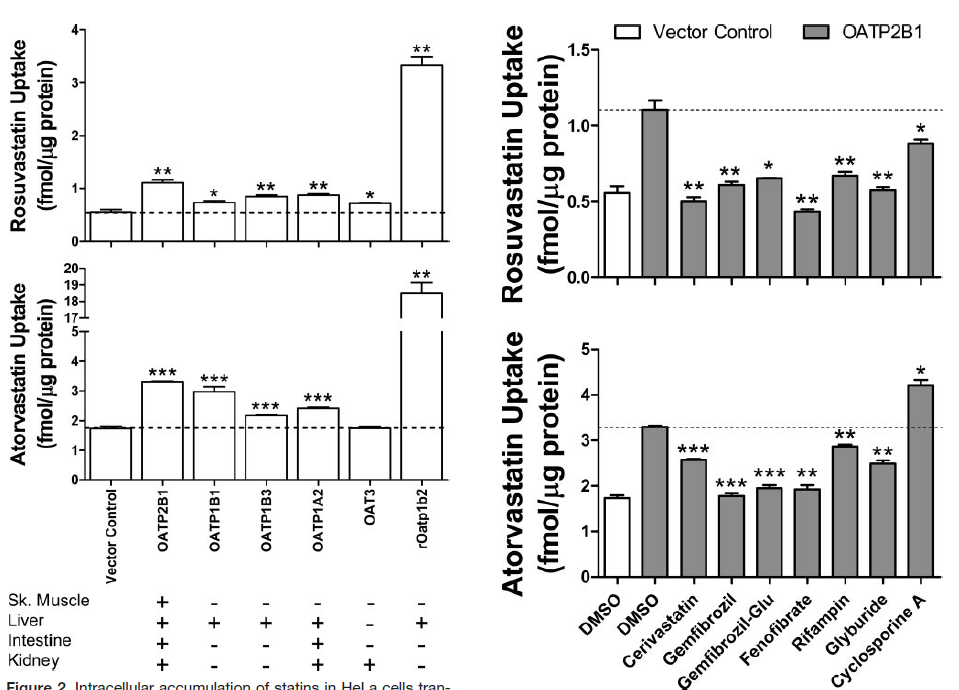 Rosuvastatin Uptake
(fmol/μg protein)
4
3
2
1
0
**
*
**
**
*
**
Atorvastatin Uptake
(fmol/μg protein)
20
19
18
17
5
4
3
2
1
0
***
***
***
***
**
Vector Control
OATP2B1
OATP1B1
OATP1B3
OATP1A2
OAT3
rOatp1b2
Sk. Muscle + - - - - -
Liver + + + + - +
Intestine + - - + - -
Kidney + - - + + -
Figure 2. Intracellular accumulation of statins in HeLa cells tran-
Vector Control OATP2B1
Rosuvastatin Uptake
(fmol/μg protein)
1.5
1.0
0.5
0.0
**
**
*
**
**
**
*
Atorvastatin Uptake
(fmol/μg protein)
5
4
3
2
1
0
***
***
***
**
**
**
*
DMSO
DMSO
Cerivastatin
Gemfibrozil
Gemfibrozil-Glu
Fenofibrate
Rifampin
Glyburide
Cyclosporine A